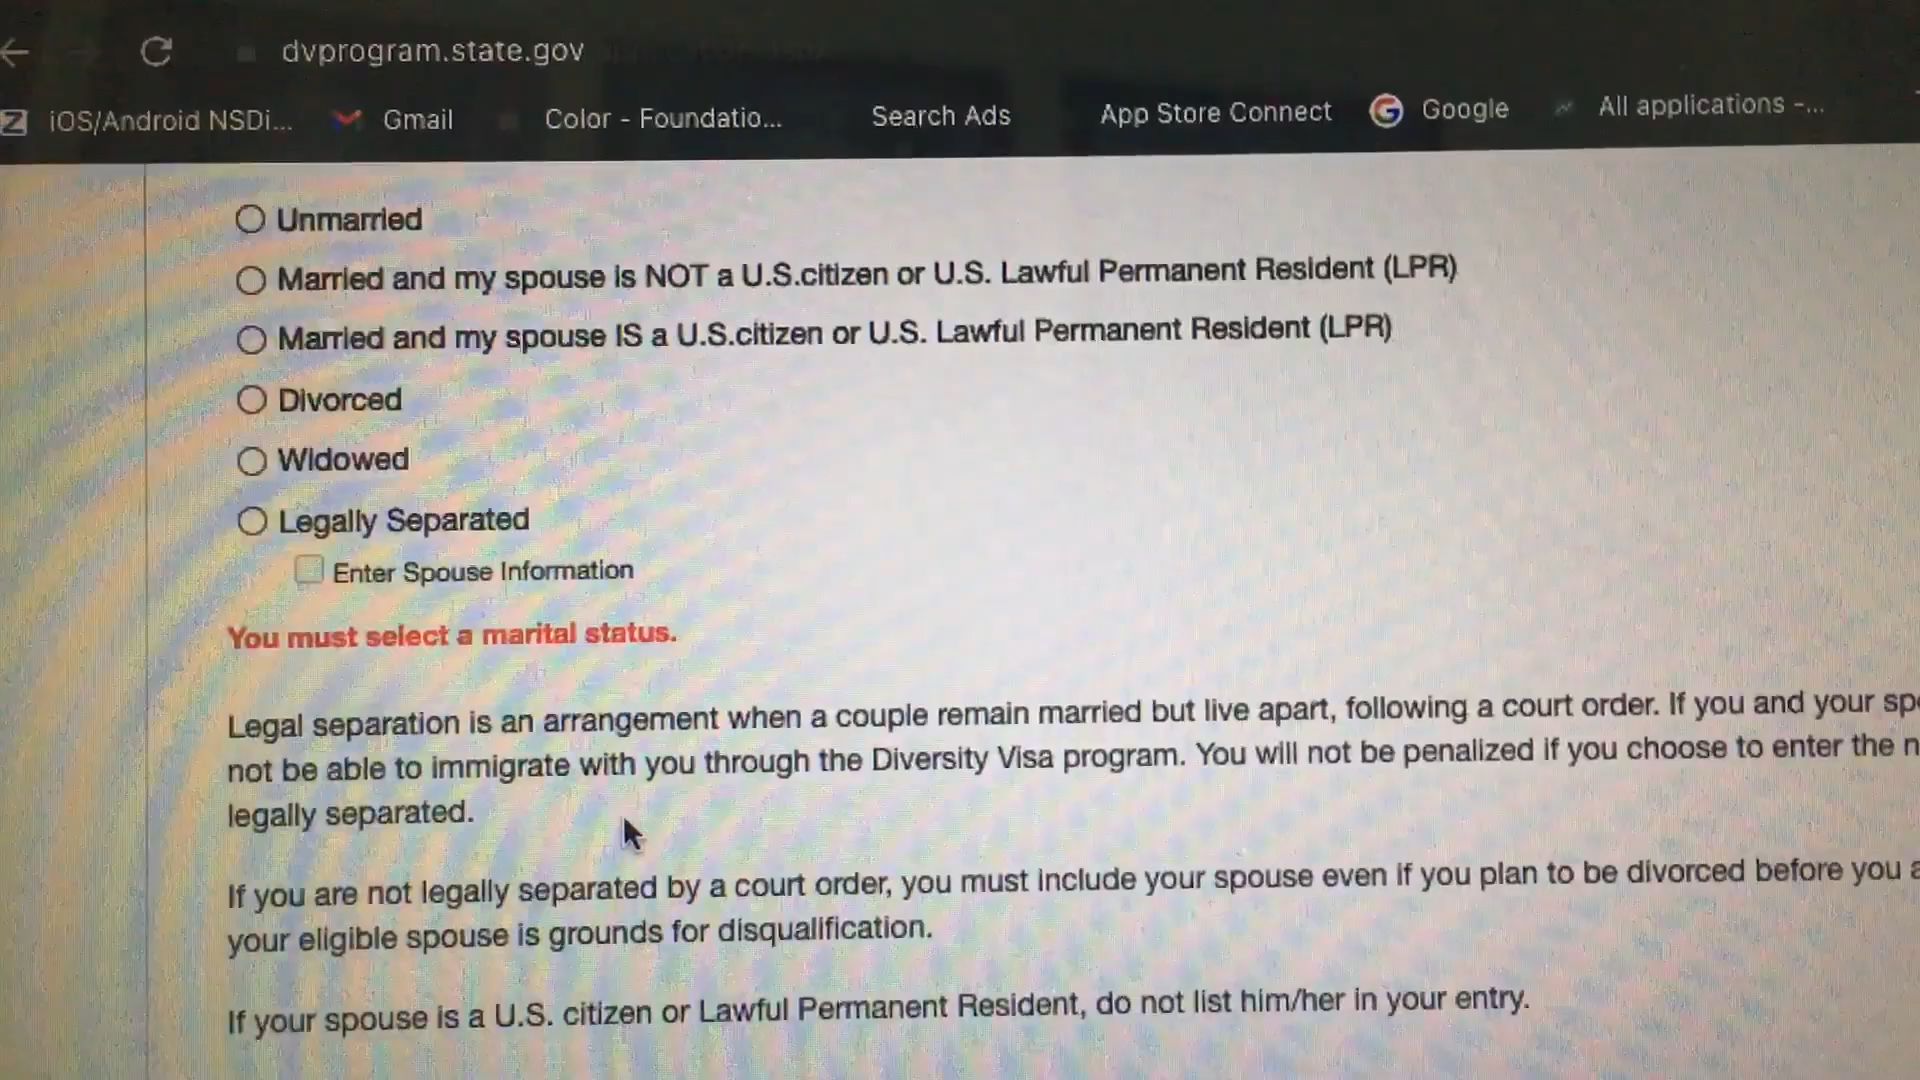 dvprogram.state.gov
iOS/Android NSDi... Gmail Color - Foundatio... Search Ads App Store Connect Google All applications -...
Unmarried
Married and my spouse is NOT a U.S.citizen or U.S. Lawful Permanent Resident (LPR)
Married and my spouse IS a U.S.citizen or U.S. Lawful Permanent Resident (LPR)
Divorced
Widowed
Legally Separated
Enter Spouse Information
You must select a marital status.
Legal separation is an arrangement when a couple remain married but live apart, following a court order. If you and your
not be able to immigrate with you through the Diversity Visa program. You will not be penalized if you choose to enter the
legally separated.
If you are not legally separated by a court order, you must include your spouse even if you plan to be divorced before you
your eligible spouse is grounds for disqualification.
If your spouse is a U.S. citizen or Lawful Permanent Resident, do not list him/her in your entry.